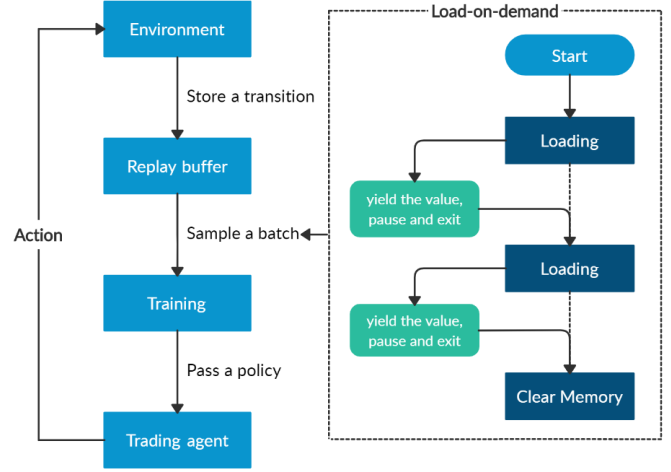 Environment
Store a transition
Replay buffer
Sample a batch
Training
Pass a policy
Trading agent
Action
Load-on-demand
Start
Loading
yield the value,
pause and exit
Loading
yield the value,
pause and exit
Clear Memory